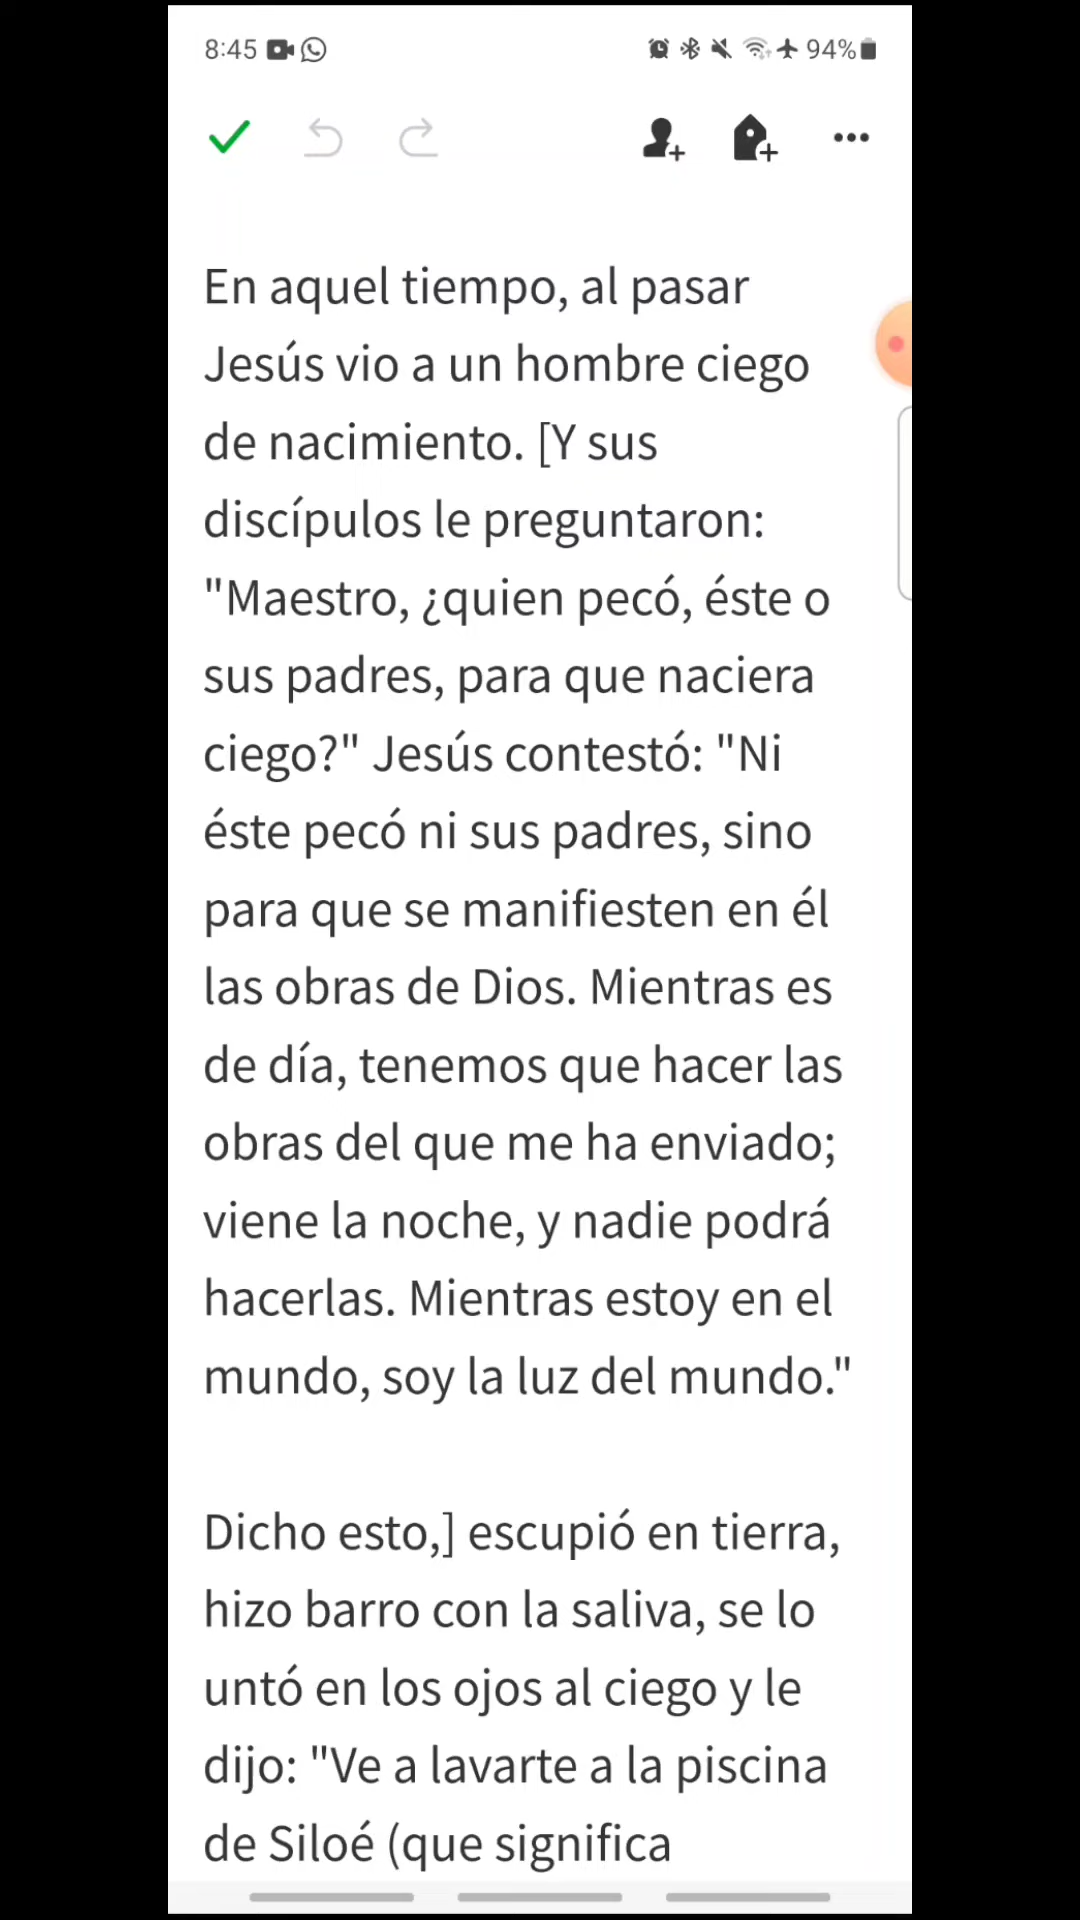 8:45
94%
En aquel tiempo, al pasar
Jesús vio a un hombre ciego
de nacimiento. [Y sus
discípulos le preguntaron:
"Maestro, ¿quien pecó, éste o
sus padres, para que naciera
ciego?" Jesús contestó: "Ni
éste pecó ni sus padres, sino
para que se manifiesten en él
las obras de Dios. Mientras es
de día, tenemos que hacer las
obras del que me ha enviado;
viene la noche, y nadie podrá
hacerlas. Mientras estoy en el
mundo, soy la luz del mundo."
Dicho esto,] escupió en tierra,
hizo barro con la saliva, se lo
untó en los ojos al ciego y le
dijo: "Ve a lavarte a la piscina
de Siloé (que significa